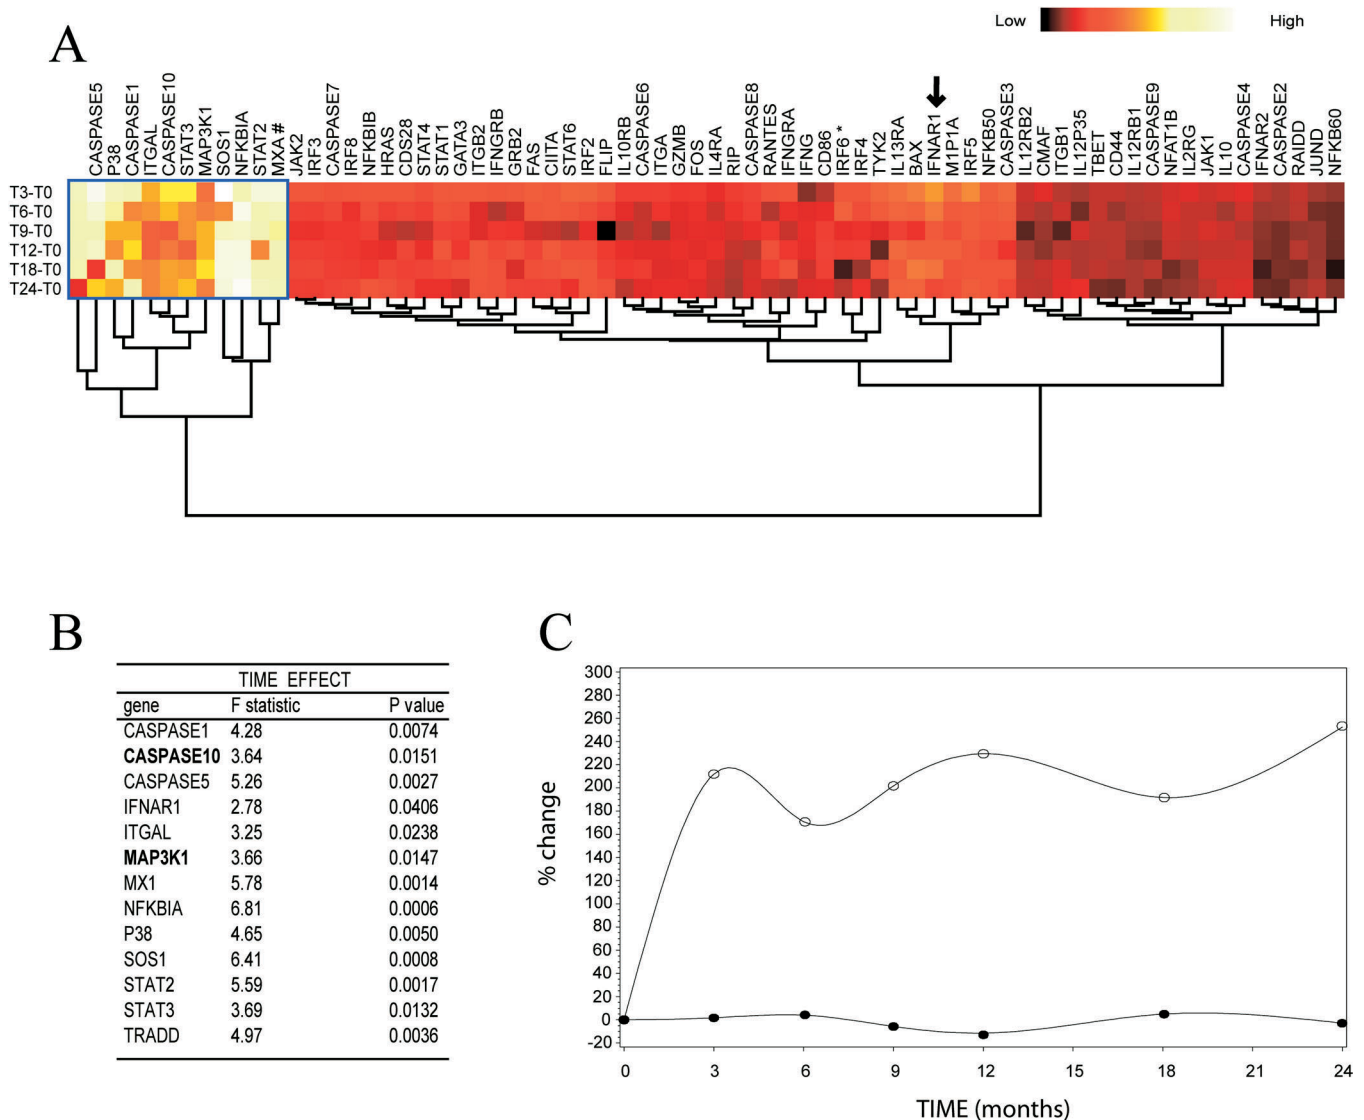 Low High
A
CASPASE5
P38
CASPASE1
ITGAL
CASPASE10
STAT3
MAP3K1
SOS1
NFKBIA
STAT2
MXA#
JAK2
IRF3
CASPASE7
IRF8
NFKBIB
HRAS
CDS28
STAT4
STAT1
GATA3
ITGB2
IFNGRB
GRB2
FAS
CIITA
STAT6
IRF2
FLIP
IL10RB
CASPASE6
ITGA
GZMB
FOS
IL4RA
RIP
CASPASE8
RANTES
IFNGRA
IFNG
CD86
IRF6 *
IRF4
TYK2
IL13RA
BAX
IFNAR1
M1P1A
IRF5
NFKB50
CASPASE3
IL12RB2
CMAF
ITGB1
IL12P35
TBET
CD44
IL12RB1
CASPASE9
NFAT1B
IL2RG
JAK1
IL10
CASPASE4
IFNAR2
CASPASE2
RAIDD
JUND
NFKB60
T3-T0
T6-T0
T9-T0
T12-T0
T18-T0
T24-T0
B
TIME EFFECT
gene F statistic P value
CASPASE1 4.28 0.0074
CASPASE10 3.64 0.0151
CASPASE5 5.26 0.0027
IFNAR1 2.78 0.0406
ITGAL 3.25 0.0238
MAP3K1 3.66 0.0147
MX1 5.78 0.0014
NFKBIA 6.81 0.0006
P38 4.65 0.0050
SOS1 6.41 0.0008
STAT2 5.59 0.0017
STAT3 3.69 0.0132
TRADD 4.97 0.0036
C
% change
300
280
260
240
220
200
180
160
140
120
100
80
60
40
20
0
-20
0 3 6 9 12 15 18 21 24
TIME (months)